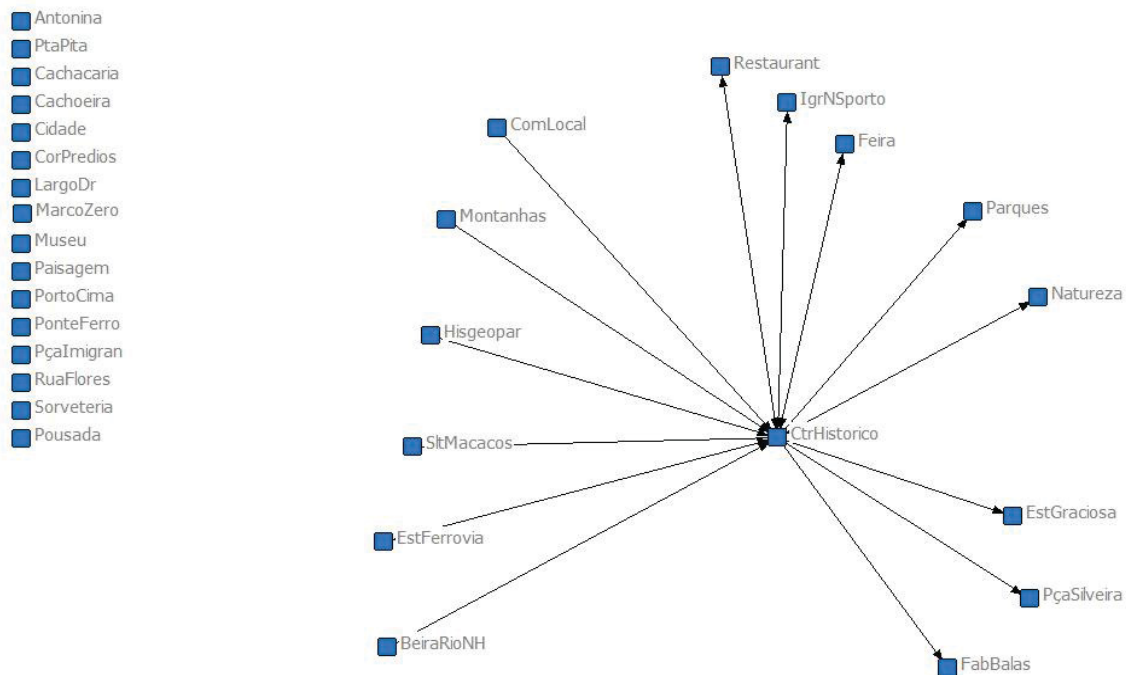 Antonina
PtaPita
Cachacaria
Cachoeira
Cidade
CorPredios
LargoDr
MarcoZero
Museu
Paisagem
PortoCima
PonteFerro
PçaImigran
RuaFlores
Sorveteria
Pousada
Restaurant
IgrNSporto
ComLocal
Feira
Parques
Montanhas
Natureza
Hisgeopar
CtrHistorico
SltMacacos
EstGraciosa
EstFerrovia
PçaSilveira
BeiraRioNH
FabBalas